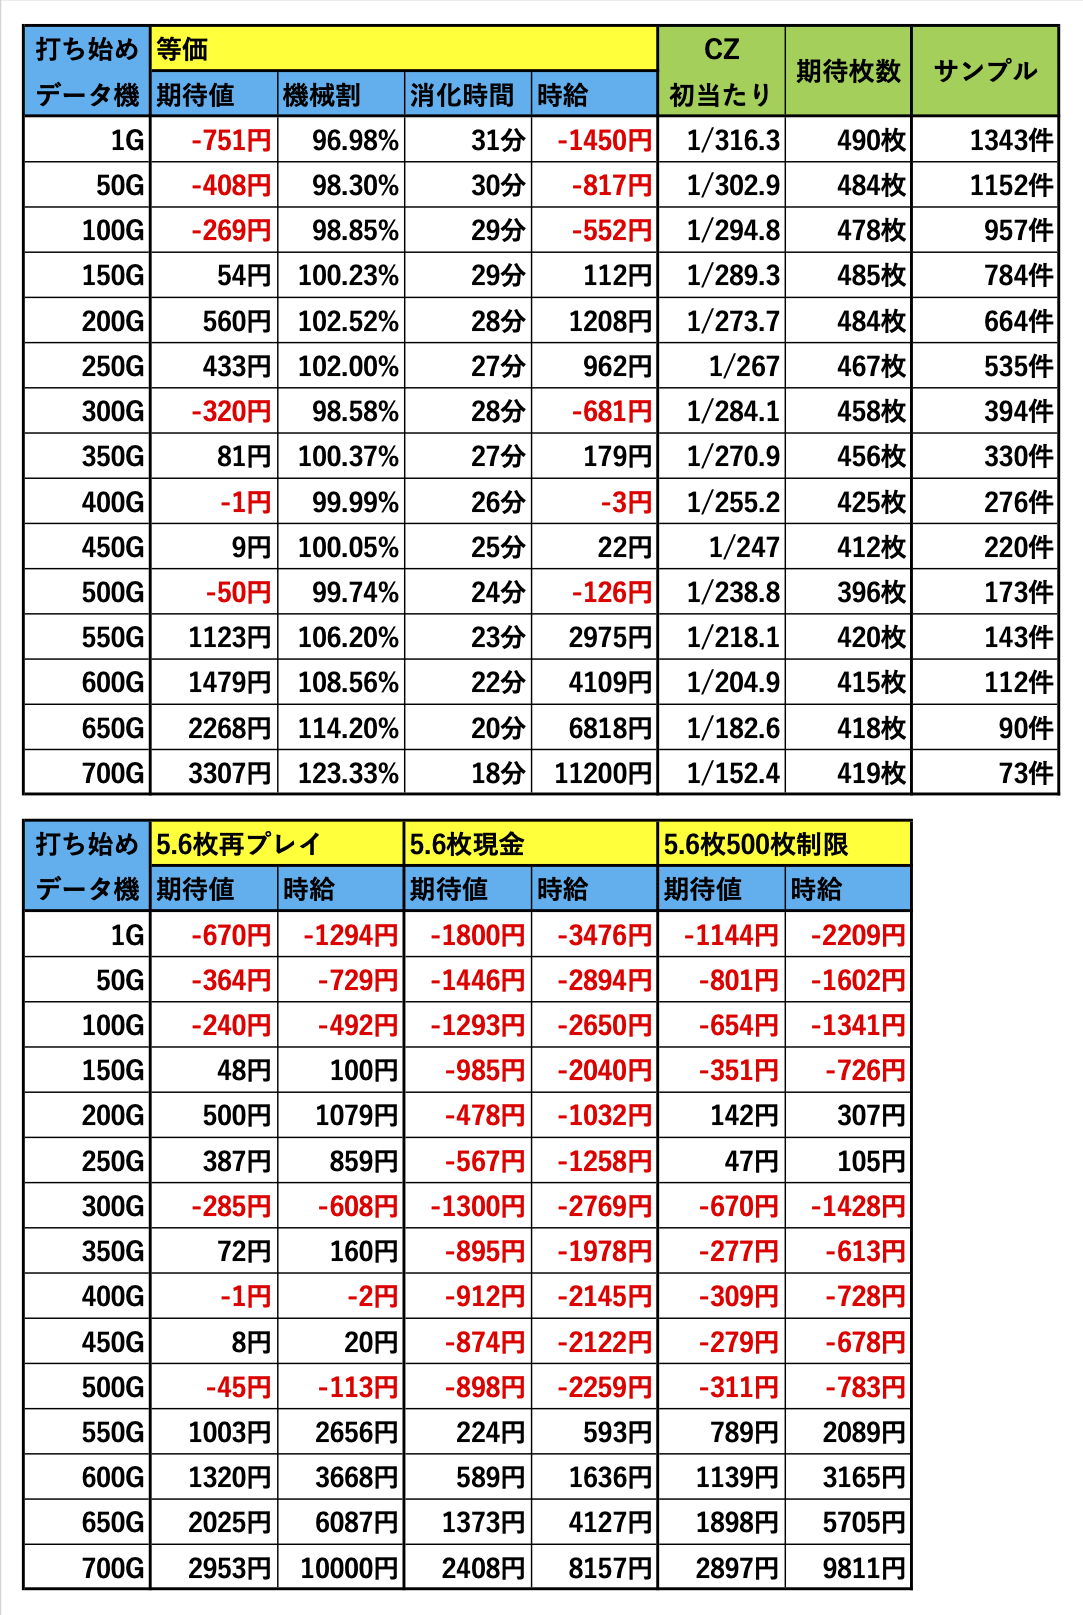 打ち始め 等価 CZ 期待枚数 サンプル
データ機 期待値 機械割 消化時間 時給 初当たり
1G -751円 96.98% 31分 -1450円 1/316.3 490枚 1343件
50G -408円 98.30% 30分 -817円 1/302.9 484枚 1152件
100G -269円 98.85% 29分 -552円 1/294.8 478枚 957件
150G 54円 100.23% 29分 112円 1/289.3 485枚 784件
200G 560円 102.52% 28分 1208円 1/273.7 484枚 664件
250G 433円 102.00% 27分 962円 1/267 467枚 535件
300G -320円 98.58% 28分 -681円 1/284.1 458枚 394件
350G 81円 100.37% 27分 179円 1/270.9 456枚 330件
400G -1円 99.99% 26分 -3円 1/255.2 425枚 276件
450G 9円 100.05% 25分 22円 1/247 412枚 220件
500G -50円 99.74% 24分 -126円 1/238.8 396枚 173件
550G 1123円 106.20% 23分 2975円 1/218.1 420枚 143件
600G 1479円 108.56% 22分 4109円 1/204.9 415枚 112件
650G 2268円 114.20% 20分 6818円 1/182.6 418枚 90件
700G 3307円 123.33% 18分 11200円 1/152.4 419枚 73件
打ち始め 5.6枚再プレイ 5.6枚現金 5.6枚500枚制限
データ機 期待値 時給 期待値 時給 期待値 時給
1G -670円 -1294円 -1800円 -3476円 -1144円 -2209円
50G -364円 -729円 -1446円 -2894円 -801円 -1602円
100G -240円 -492円 -1293円 -2650円 -654円 -1341円
150G 48円 100円 -985円 -2040円 -351円 -726円
200G 500円 1079円 -478円 -1032円 142円 307円
250G 387円 859円 -567円 -1258円 47円 105円
300G -285円 -608円 -1300円 -2769円 -670円 -1428円
350G 72円 160円 -895円 -1978円 -277円 -613円
400G -1円 -2円 -912円 -2145円 -309円 -728円
450G 8円 20円 -874円 -2122円 -279円 -678円
500G -45円 -113円 -898円 -2259円 -311円 -783円
550G 1003円 2656円 224円 593円 789円 2089円
600G 1320円 3668円 589円 1636円 1139円 3165円
650G 2025円 6087円 1373円 4127円 1898円 5705円
700G 2953円 10000円 2408円 8157円 2897円 9811円